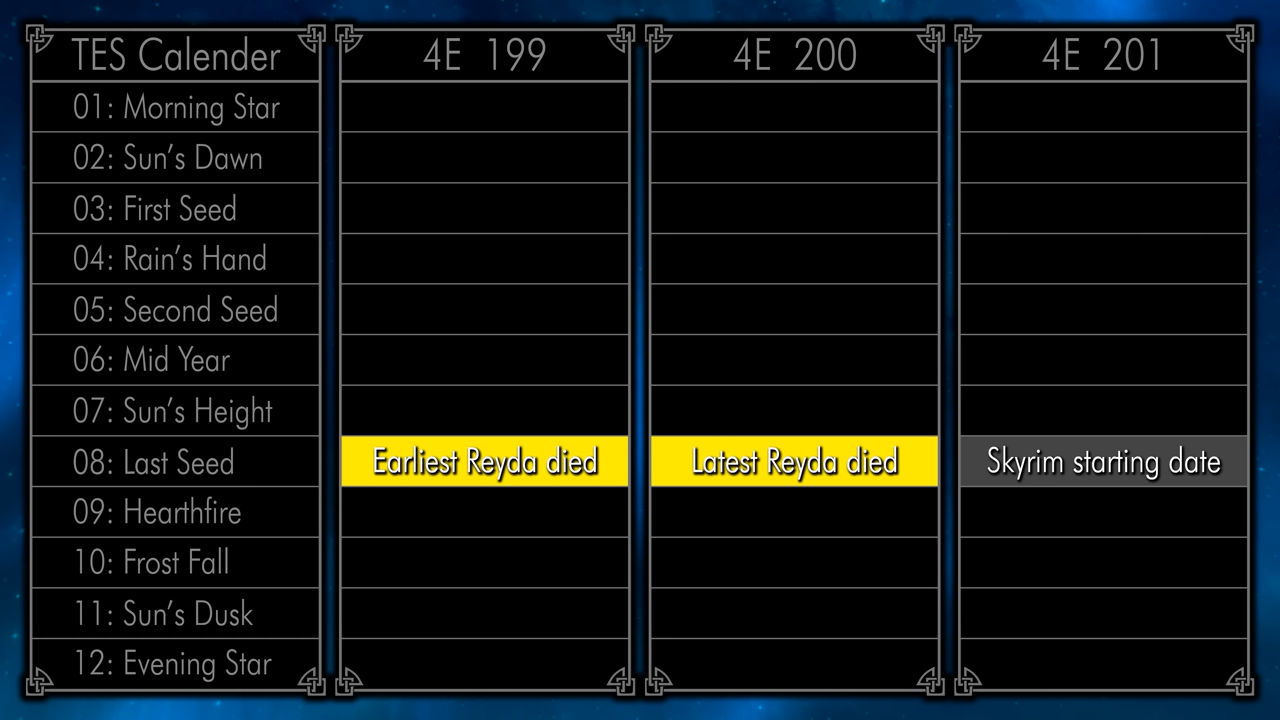 TES Calender 4E 199 4E 200 4E 201
01: Morning Star
02: Sun's Dawn
03: First Seed
04: Rain's Hand
05: Second Seed
06: Mid Year
07: Sun's Height
08: Last Seed Earliest Reyda died Latest Reyda died Skyrim starting date
09: Hearthfire
10: Frost Fall
11: Sun's Dusk
12: Evening Star